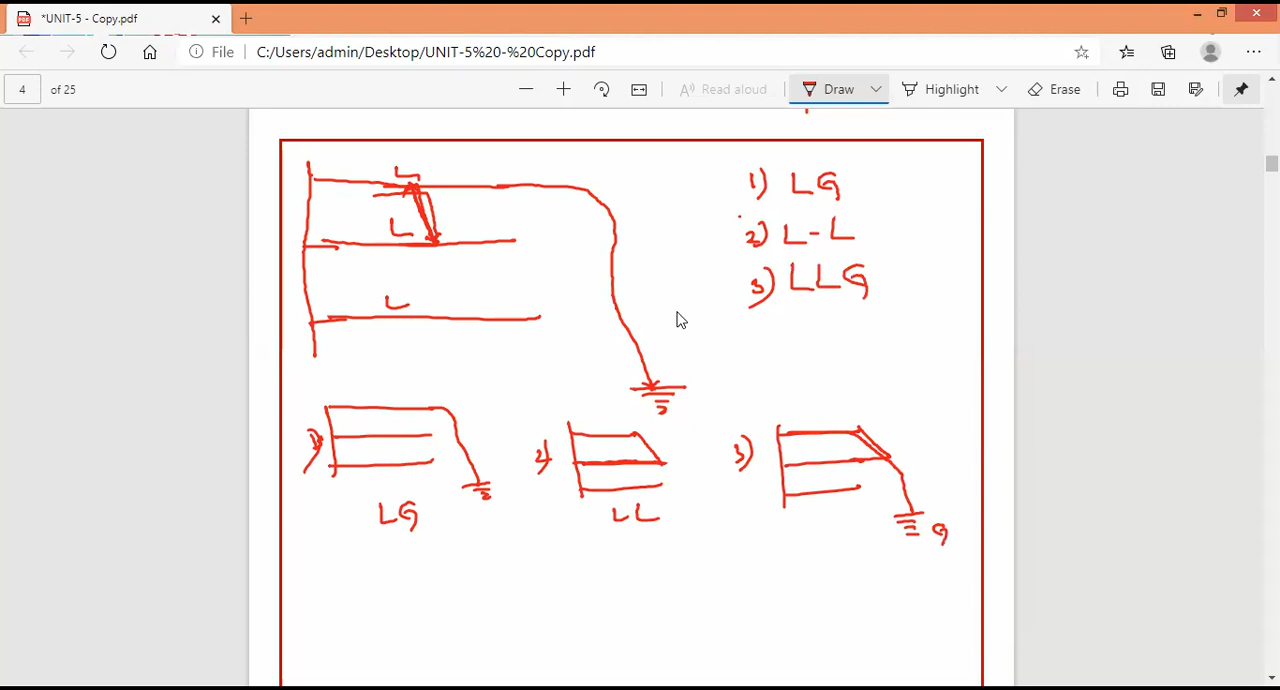 *UNIT-5 - Copy.pdf
File C:/Users/admin/Desktop/UNIT-5%20-%20Copy.pdf
4 of 25 Read aloud Draw Highlight Erase
L
L
L
1) LG
2) L-L
3) LLG
1)
LG
2)
LL
3)
G